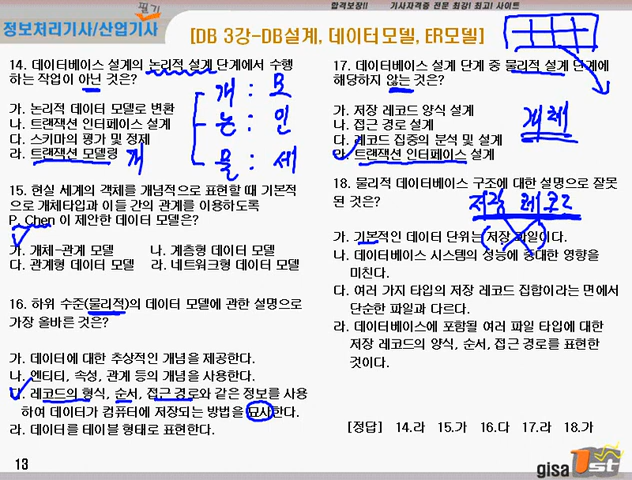 합격보장!! 기사자격증 전문 최강! 최고! 사이트
필기
정보처리기사/산업기사
[DB 3강-DB설계, 데이터모델, ER모델]
14. 데이터베이스 설계의 논리적 설계 단계에서 수행
하는 작업이 아닌 것은?
개 : 모
논 : 인
물 : 세
가. 논리적 데이터 모델로 변환
나. 트랜잭션 인터페이스 설계
다. 스키마의 평가 및 정제
라. 트랜잭션 모델링 개
15. 현실 세계의 객체를 개념적으로 표현할 때 기본적
으로 개체타입과 이들 간의 관계를 이용하도록
P. Chen 이 제안한 데이터 모델은?
가. 개체-관계 모델 나. 계층형 데이터 모델
다. 관계형 데이터 모델 라. 네트워크형 데이터 모델
16. 하위 수준(물리적)의 데이터 모델에 관한 설명으로
가장 올바른 것은?
가. 데이터에 대한 추상적인 개념을 제공한다.
나. 엔티티, 속성, 관계 등의 개념을 사용한다.
다. 레코드의 형식, 순서, 접근 경로와 같은 정보를 사용
하여 데이터가 컴퓨터에 저장되는 방법을 묘사한다.
라. 데이터를 테이블 형태로 표현한다.
13
17. 데이터베이스 설계 단계 중 물리적 설계 단계에
해당하지 않는 것은?
개체
가. 저장 레코드 양식 설계
나. 접근 경로 설계
다. 레코드 집중의 분석 및 설계
라. 트랜잭션 인터페이스 설계
18. 물리적 데이터베이스 구조에 대한 설명으로 잘못
된 것은?
저장 레코드
가. 기본적인 데이터 단위는 저장 파일이다.
나. 데이터베이스 시스템의 성능에 중대한 영향을
미친다.
다. 여러 가지 타입의 저장 레코드 집합이라는 면에서
단순한 파일과 다르다.
라. 데이터베이스에 포함될 여러 파일 타입에 대한
저장 레코드의 양식, 순서, 접근 경로를 표현한
것이다.
[정답] 14.라 15.가 16.다 17.라 18.가
gisa 1st